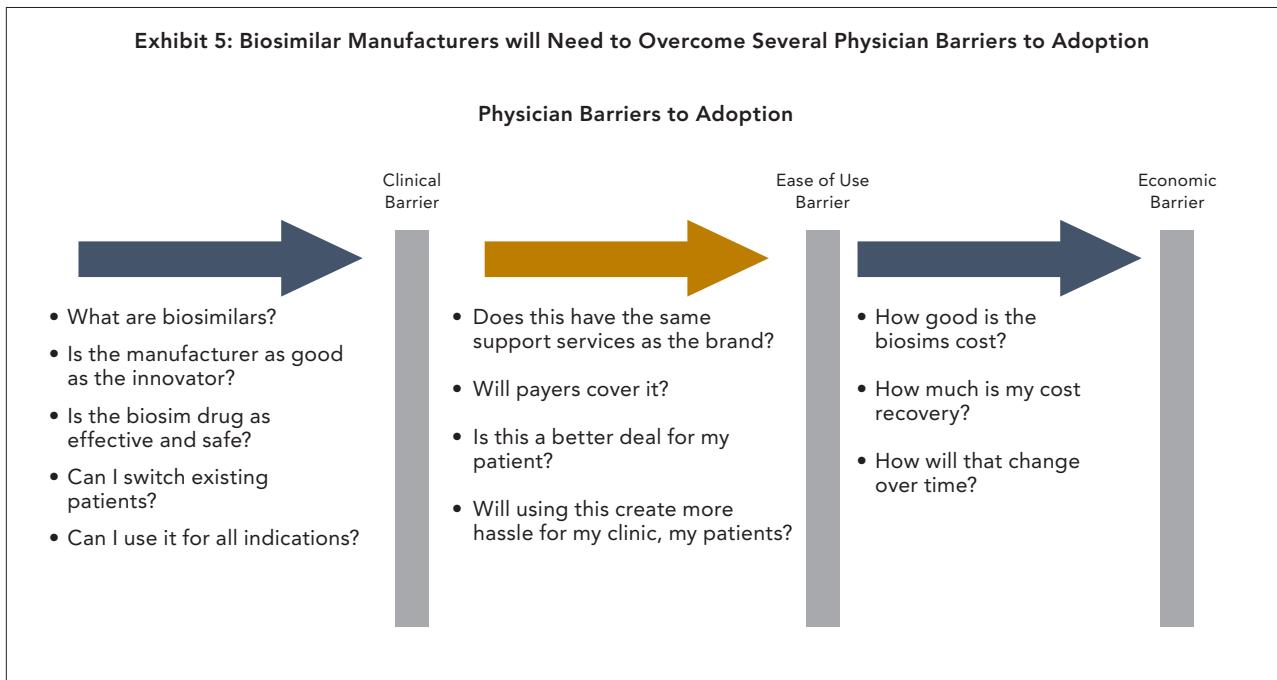 Exhibit 5: Biosimilar Manufacturers will Need to Overcome Several Physician Barriers to Adoption
Physician Barriers to Adoption
Clinical
Barrier
• What are biosimilars?
• Is the manufacturer as good
as the innovator?
• Is the biosim drug as
effective and safe?
• Can I switch existing
patients?
• Can I use it for all indications?
Ease of Use
Barrier
• Does this have the same
support services as the brand?
• Will payers cover it?
• Is this a better deal for my
patient?
• Will using this create more
hassle for my clinic, my patients?
Economic
Barrier
• How good is the
biosims cost?
• How much is my cost
recovery?
• How will that change
over time?